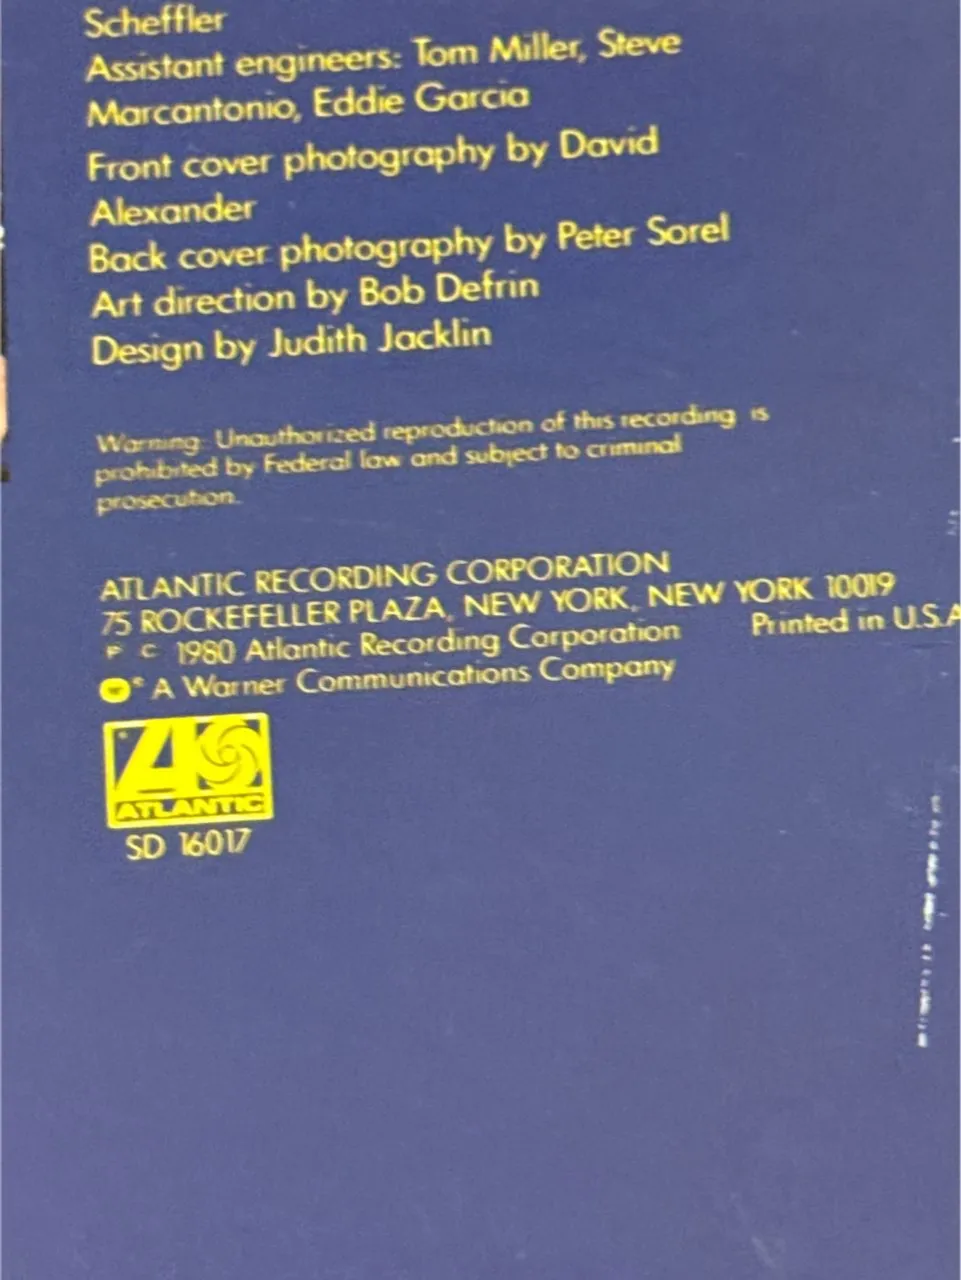 Scheffler
Assistant engineers: Tom Miller, Steve
Marcantonio, Eddie Garcia
Front cover photography by David
Alexander
Back cover photography by Peter Sorel
Art direction by Bob Defrin
Design by Judith Jacklin
Warning: Unauthorized reproduction of this recording is
prohibited by Federal law and subject to criminal
prosecution.
ATLANTIC RECORDING CORPORATION
75 ROCKEFELLER PLAZA, NEW YORK, NEW YORK 10019
P C 1980 Atlantic Recording Corporation Printed in U.S.A
A Warner Communications Company
ATLANTIC
SD 16017